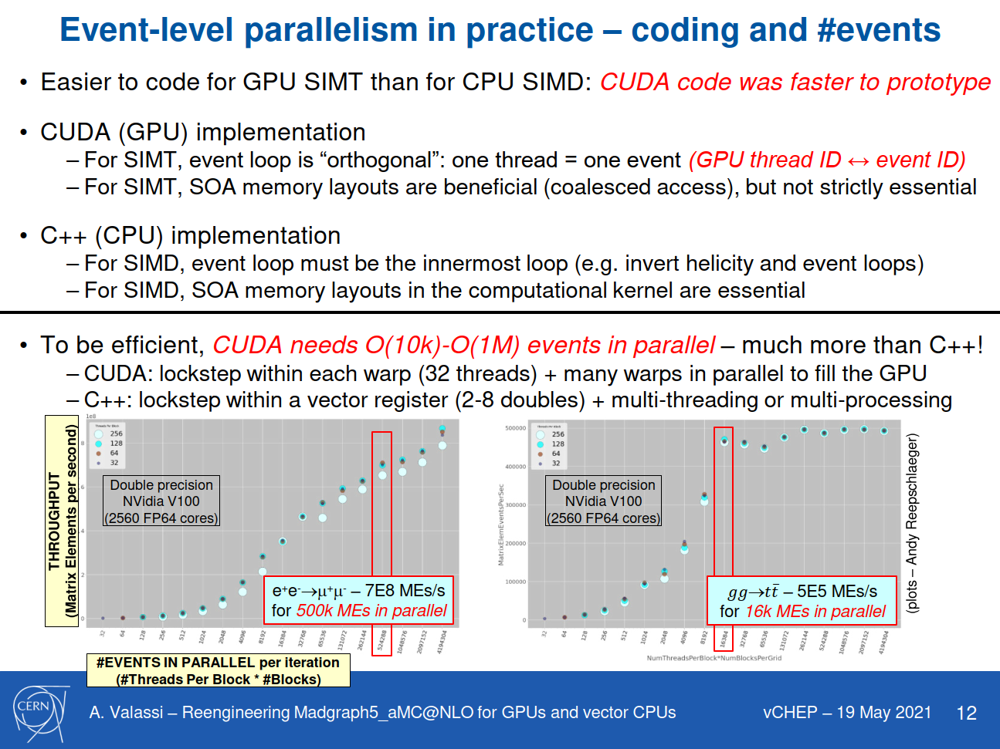 Event-level parallelism in practice – coding and #events
• Easier to code for GPU SIMT than for CPU SIMD: CUDA code was faster to prototype
• CUDA (GPU) implementation
– For SIMT, event loop is “orthogonal”: one thread = one event (GPU thread ID ↔ event ID)
– For SIMT, SOA memory layouts are beneficial (coalesced access), but not strictly essential
• C++ (CPU) implementation
– For SIMD, event loop must be the innermost loop (e.g. invert helicity and event loops)
– For SIMD, SOA memory layouts in the computational kernel are essential
• To be efficient, CUDA needs O(10k)-O(1M) events in parallel – much more than C++!
– CUDA: lockstep within each warp (32 threads) + many warps in parallel to fill the GPU
– C++: lockstep within a vector register (2-8 doubles) + multi-threading or multi-processing
THROUGHPUT
(Matrix Elements per second)
1e8
8
6
4
2
0
Threads Per Block
256
128
64
32
Double precision
NVidia V100
(2560 FP64 cores)
e+e-→μ+μ- – 7E8 MEs/s
for 500k MEs in parallel
32 64 128 256 512 1024 2048 4096 8192 16384 32768 65536 131072 262144 524288 1048576 2097152 4194304
#EVENTS IN PARALLEL per iteration
(#Threads Per Block * #Blocks)
MatrixElemEventsPerSec
500000
400000
300000
200000
100000
0
Threads Per Block
256
128
64
32
Double precision
NVidia V100
(2560 FP64 cores)
gg→tt̄ – 5E5 MEs/s
for 16k MEs in parallel
32 64 128 256 512 1024 2048 4096 8192 16384 32768 65536 131072 262144 524288 1048576 2097152 4194304
NumThreadsPerBlock*NumBlocksPerGrid
(plots – Andy Reepschlaeger)
CERN
A. Valassi – Reengineering Madgraph5_aMC@NLO for GPUs and vector CPUs
vCHEP – 19 May 2021
12